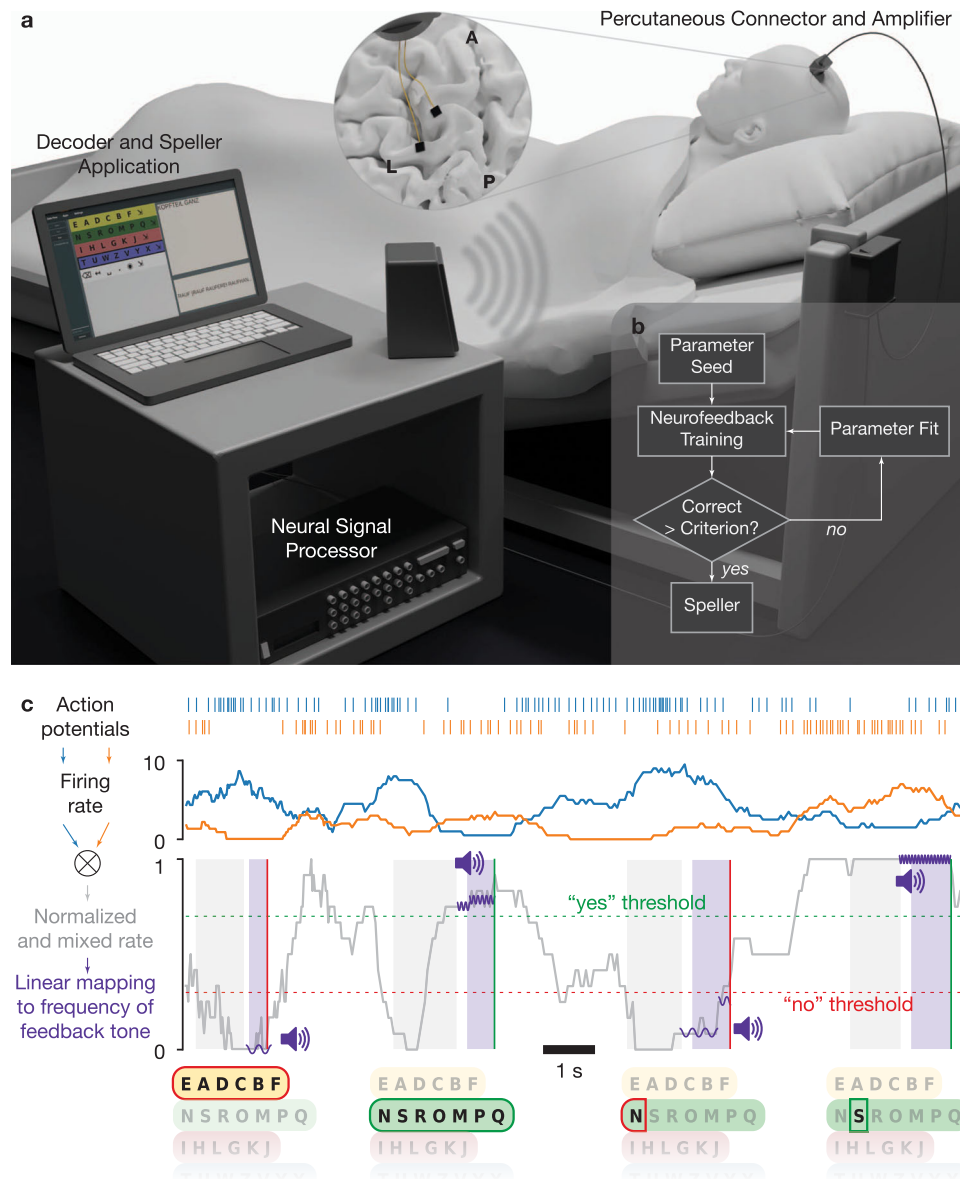 a
Percutaneous Connector and Amplifier
A
L
P
Decoder and Speller
Application
E A D C B F
N S R O M P Q
I H L G K J
T U W Z V Y X
KOPFTEIL GANZ
Neural Signal
Processor
b
Parameter
Seed
Neurofeedback
Training
Parameter Fit
Correct
> Criterion?
no
yes
Speller
c
Action
potentials
Firing
rate
10
0
Normalized
and mixed rate
Linear mapping
to frequency of
feedback tone
1
0
“yes” threshold
“no” threshold
1 s
E A D C B F
N S R O M P Q
I H L G K J
E A D C B F
N S R O M P Q
I H L G K J
E A D C B F
N S R O M P Q
I H L G K J
E A D C B F
N S R O M P Q
I H L G K J